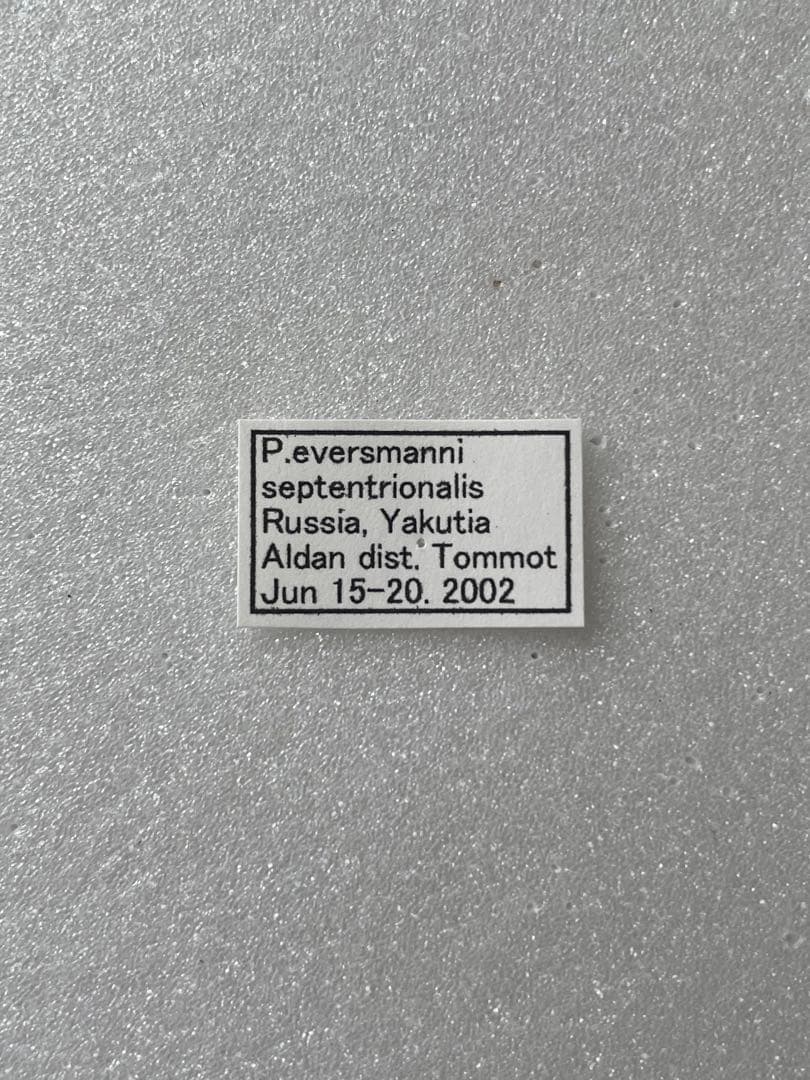 P.eversmanni
septentrionalis
Russia, Yakutia
Aldan dist. Tommot
Jun 15-20. 2002